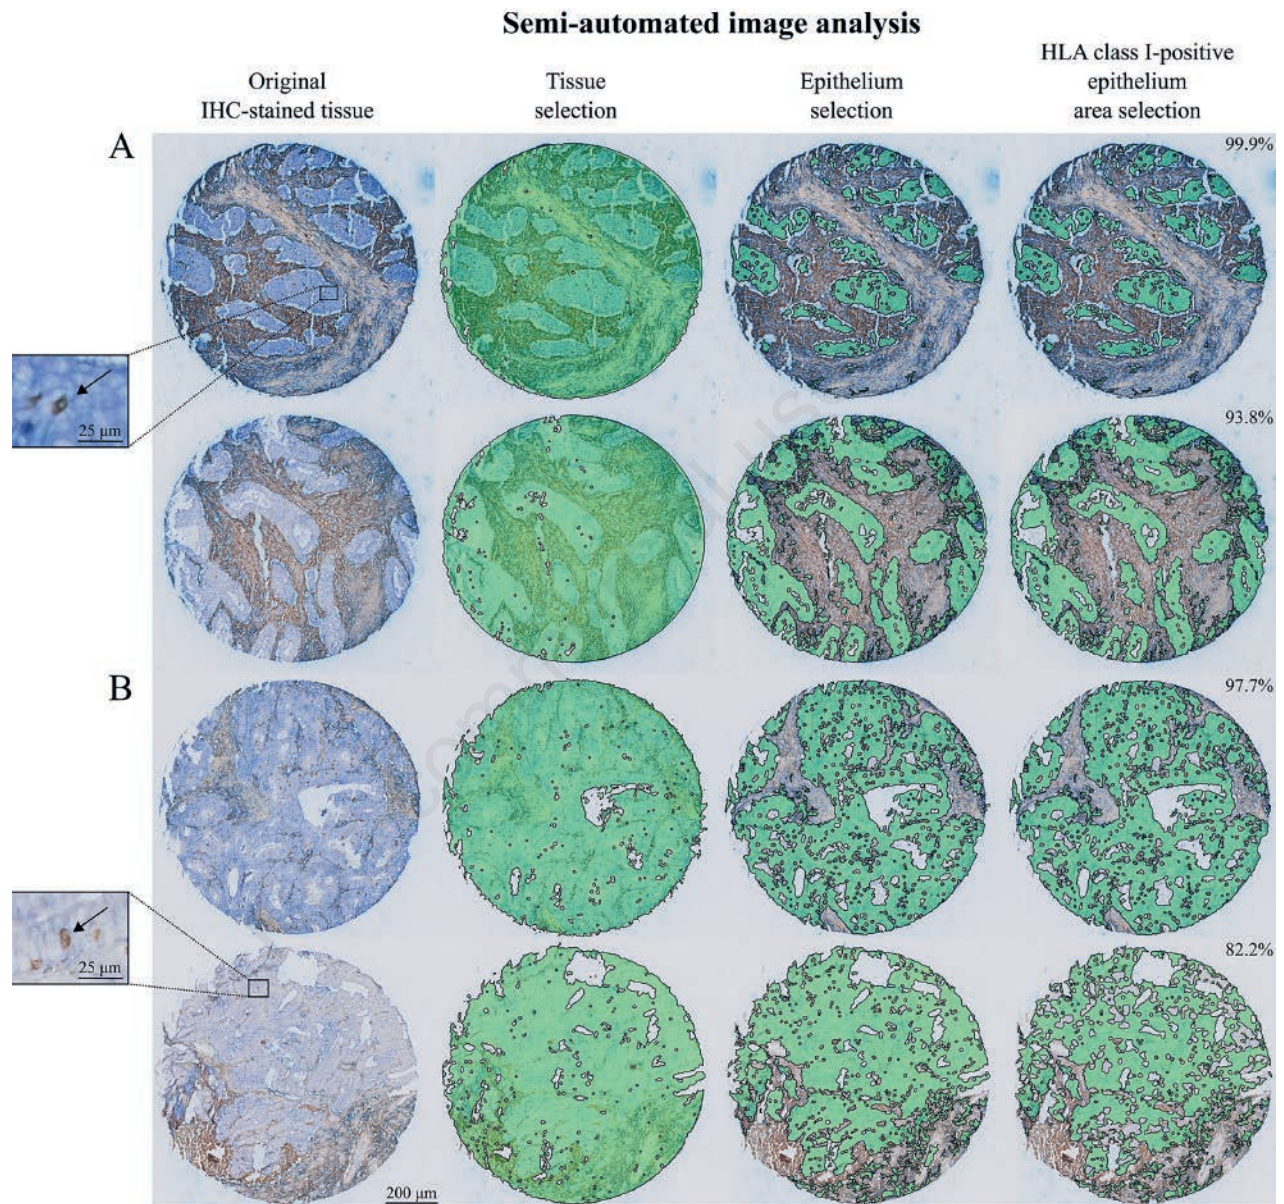 Semi-automated image analysis
Original
IHC-stained tissue
Tissue
selection
Epithelium
selection
HLA class I-positive
epithelium
area selection
A
99.9%
25 μm
93.8%
B
97.7%
25 μm
82.2%
200 μm